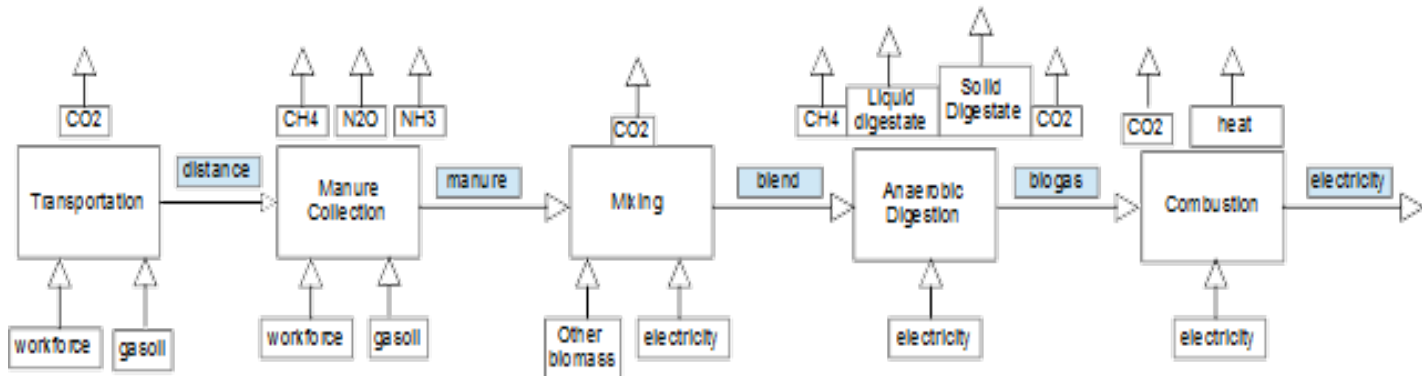 CO2
CH4
N2O
NH3
CO2
CH4
Liquid
digestate
Solid
Digestate
CO2
CO2
heat
Transportation
distance
Manure
Collection
manure
Mixing
blend
Anaerobic
Digestion
biogas
Combustion
electricity
workforce
gasoil
workforce
gasoil
Other
biomass
electricity
electricity
electricity